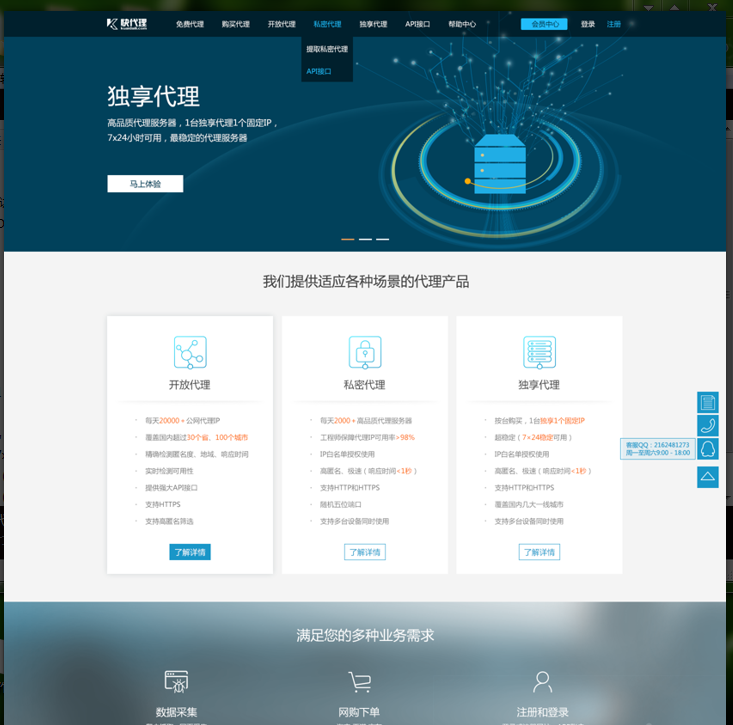 快代理
免费代理
购买代理
开放代理
私密代理
独享代理
API接口
帮助中心
会员中心
登录
注册
提取私密代理
API接口
独享代理
高品质代理服务器，1台独享代理1个固定IP，
7x24小时可用，最稳定的代理服务器
马上体验
我们提供适应各种场景的代理产品
开放代理
· 每天20000+公网代理IP
· 覆盖国内超过30个省、100个城市
· 精确检测匿名度、地域、响应时间
· 实时检测可用性
· 提供强大API接口
· 支持HTTPS
· 支持高匿名筛选
了解详情
私密代理
· 每天2000+高品质代理服务器
· 工程师保障代理IP可用率>98%
· IP白名单授权使用
· 高匿名、极速（响应时间<1秒）
· 支持HTTP和HTTPS
· 随机五位端口
· 支持多台设备同时使用
了解详情
独享代理
· 按台购买，1台独享1个固定IP
· 超稳定（7×24稳定可用）
· IP白名单授权使用
· 高匿名、极速（响应时间<1秒）
· 支持HTTP和HTTPS
· 覆盖国内几大一线城市
· 支持多台设备同时使用
了解详情
客服QQ：2162481273
周一至周六9:00 - 18:00
满足您的多种业务需求
数据采集
网购下单
注册和登录